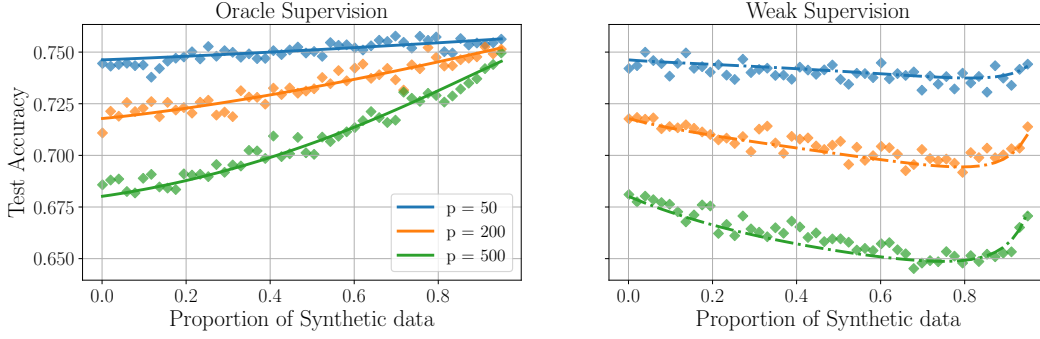 Oracle Supervision
Test Accuracy
0.750
0.725
0.700
0.675
0.650
p = 50
p = 200
p = 500
0.0 0.2 0.4 0.6 0.8
Proportion of Synthetic data
Weak Supervision
0.0 0.2 0.4 0.6 0.8
Proportion of Synthetic data